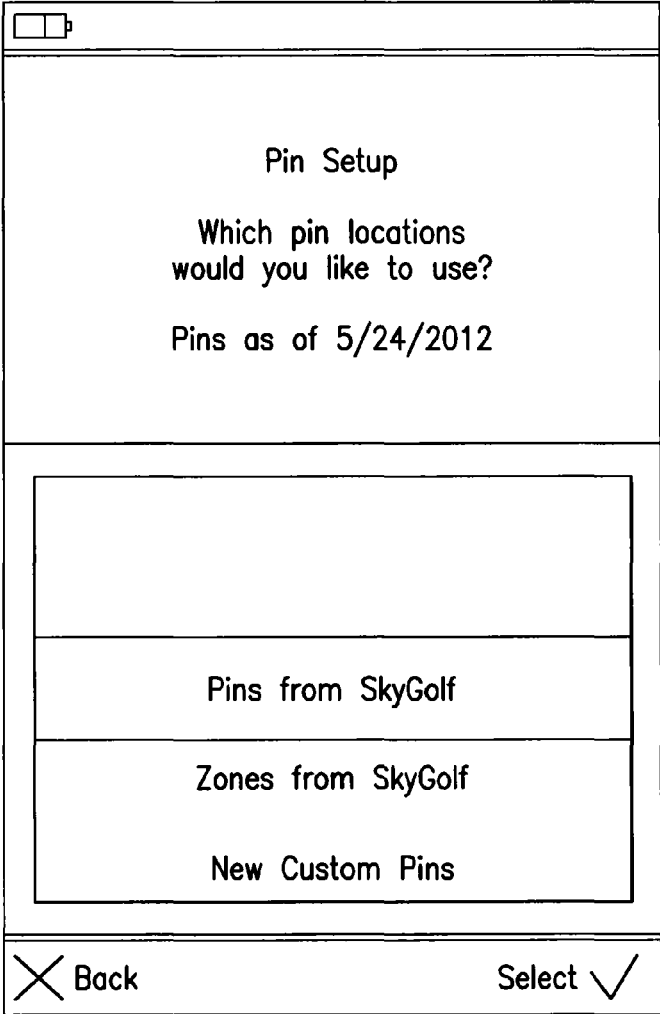 Pin Setup
Which pin locations
would you like to use?
Pins as of 5/24/2012
Pins from SkyGolf
Zones from SkyGolf
New Custom Pins
Back
Select